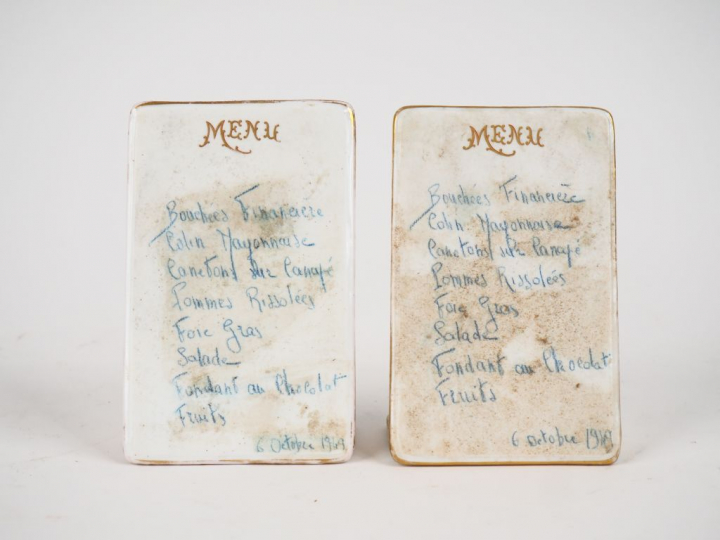 MENU
Bouchées Financière
Colin Mayonnaise
Canetons sur Canapé
Pommes Rissolées
Foie Gras
Salade
Fondant au Chocolat
Fruits
6 Octobre 1949
MENU
Bouchées Financière
Colin Mayonnaise
Canetons sur Canapé
Pommes Rissolées
Foie Gras
Salade
Fondant au Chocolat
Fruits
6 Octobre 1949